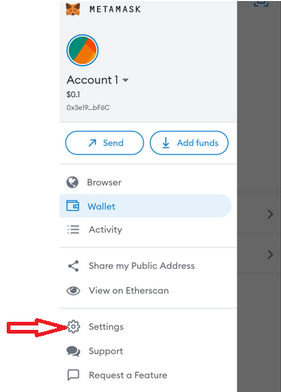 METAMASK
Account 1
$0.1
0x3e19...bF6C
Send
Add funds
Browser
Wallet
Activity
Share my Public Address
View on Etherscan
Settings
Support
Request a Feature